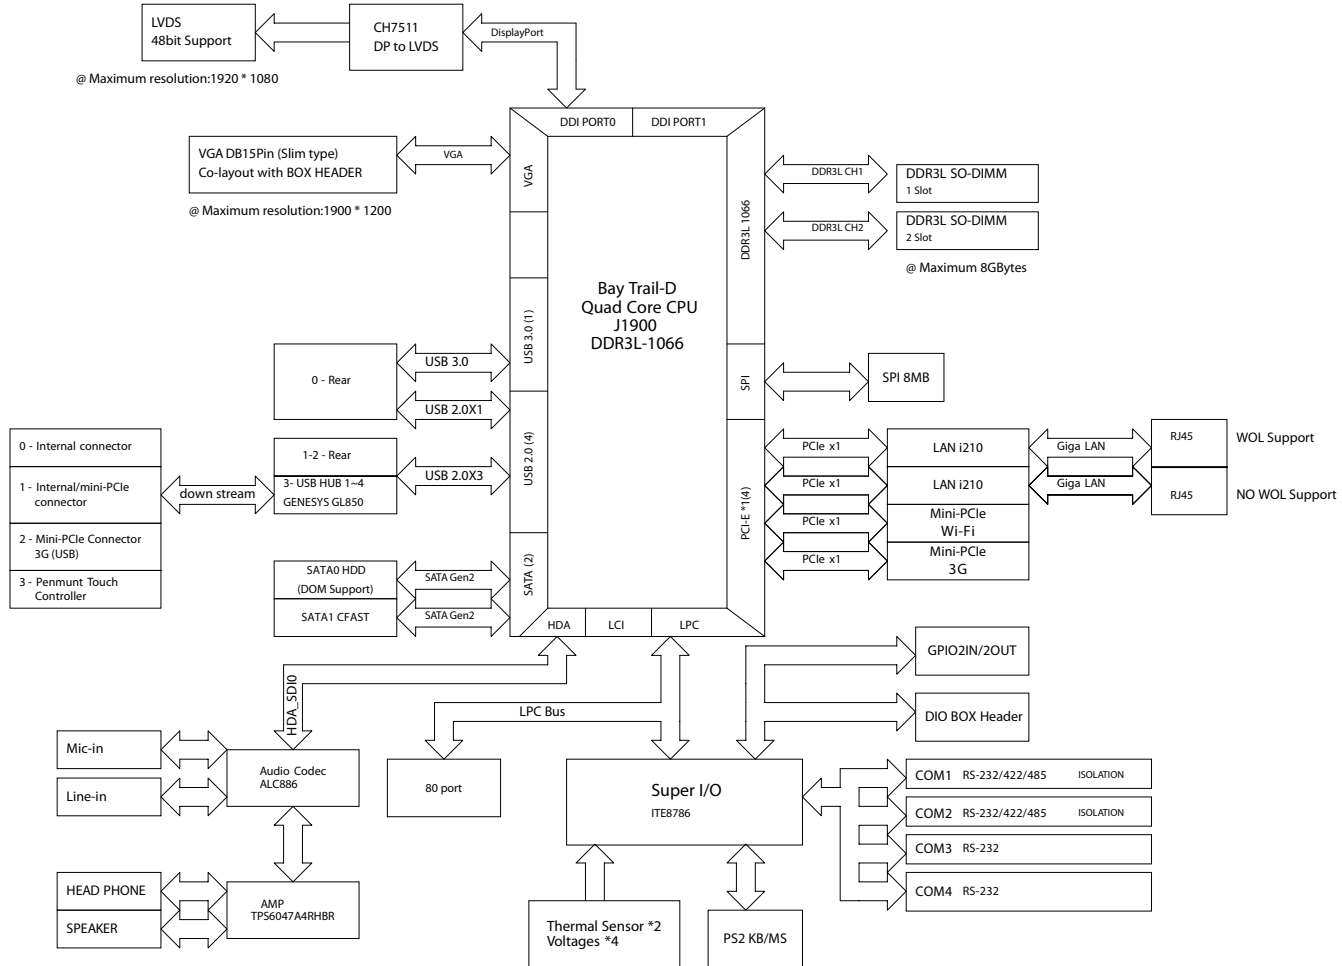 LVDS
48bit Support
@ Maximum resolution:1920 * 1080
CH7511
DP to LVDS
DisplayPort
DDI PORT0
DDI PORT1
VGA DB15Pin (Slim type)
Co-layout with BOX HEADER
@ Maximum resolution:1900 * 1200
VGA
VGA
DDR3L 1066
DDR3L CH1
DDR3L SO-DIMM
1 Slot
DDR3L CH2
DDR3L SO-DIMM
2 Slot
@ Maximum 8GBytes
Bay Trail-D
Quad Core CPU
J1900
DDR3L-1066
0 - Rear
USB 3.0
USB 2.0X1
USB 3.0 (1)
SPI
SPI 8MB
0 - Internal connector
1 - Internal/mini-PCIe
connector
2 - Mini-PCIe Connector
3G (USB)
3 - Penmunt Touch
Controller
down stream
1-2 - Rear
3- USB HUB 1~4
GENESYS GL850
USB 2.0X3
USB 2.0 (4)
PCI-E *1(4)
PCIe x1
PCIe x1
PCIe x1
PCIe x1
LAN i210
LAN i210
Mini-PCIe
Wi-Fi
Mini-PCIe
3G
Giga LAN
Giga LAN
RJ45
WOL Support
RJ45
NO WOL Support
SATA0 HDD
(DOM Support)
SATA1 CFAST
SATA Gen2
SATA Gen2
SATA (2)
HDA
LCI
LPC
HDA_SDI0
LPC Bus
GPIO2IN/2OUT
DIO BOX Header
Mic-in
Line-in
Audio Codec
ALC886
80 port
Super I/O
ITE8786
COM1 RS-232/422/485 ISOLATION
COM2 RS-232/422/485 ISOLATION
COM3 RS-232
COM4 RS-232
HEAD PHONE
SPEAKER
AMP
TPS6047A4RHBR
Thermal Sensor *2
Voltages *4
PS2 KB/MS